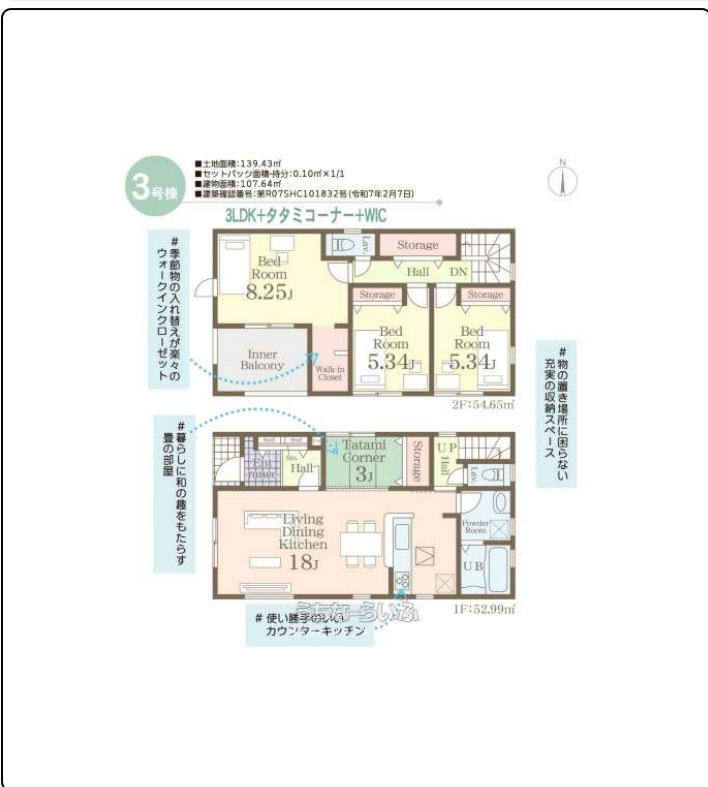 3号棟
■土地面積:139.43㎡
■セットバック面積・持分:0.10㎡×1/1
■建物面積:107.64㎡
■建築確認番号:第R07SHC101832号(令和7年2月7日)
N
3LDK+タタミコーナー+WIC
#季節物の入れ替えが楽々の
ウォークインクローゼット
Bed
Room
8.25J
Lav.
Storage
Hall
DN
Storage
Storage
Bed
Room
5.34J
Bed
Room
5.34J
Inner
Balcony
Walk-in
Closet
2F:54.65㎡
#物の置き場所に困らない
充実の収納スペース
#暮らしに和の趣をもたらす
畳の部屋
Hall
Tatami
Corner
3J
Storage
UP
Hall
Lav.
Living
Dining
Kitchen
18J
Powder
Room
UB
1F:52.99㎡
うちなーらいふ
#使い勝手のいい
カウンターキッチン